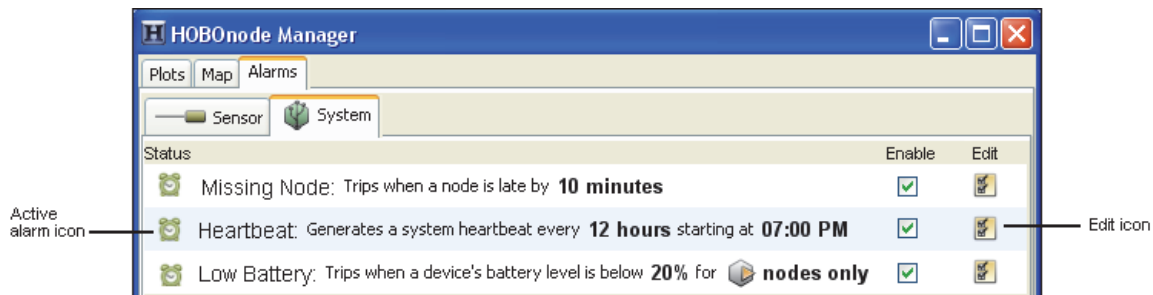 HOBOnode Manager
Plots Map Alarms
Sensor System
Status Enable Edit
Missing Node: Trips when a node is late by 10 minutes
Active
alarm icon
Heartbeat: Generates a system heartbeat every 12 hours starting at 07:00 PM
Edit icon
Low Battery: Trips when a device's battery level is below 20% for nodes only